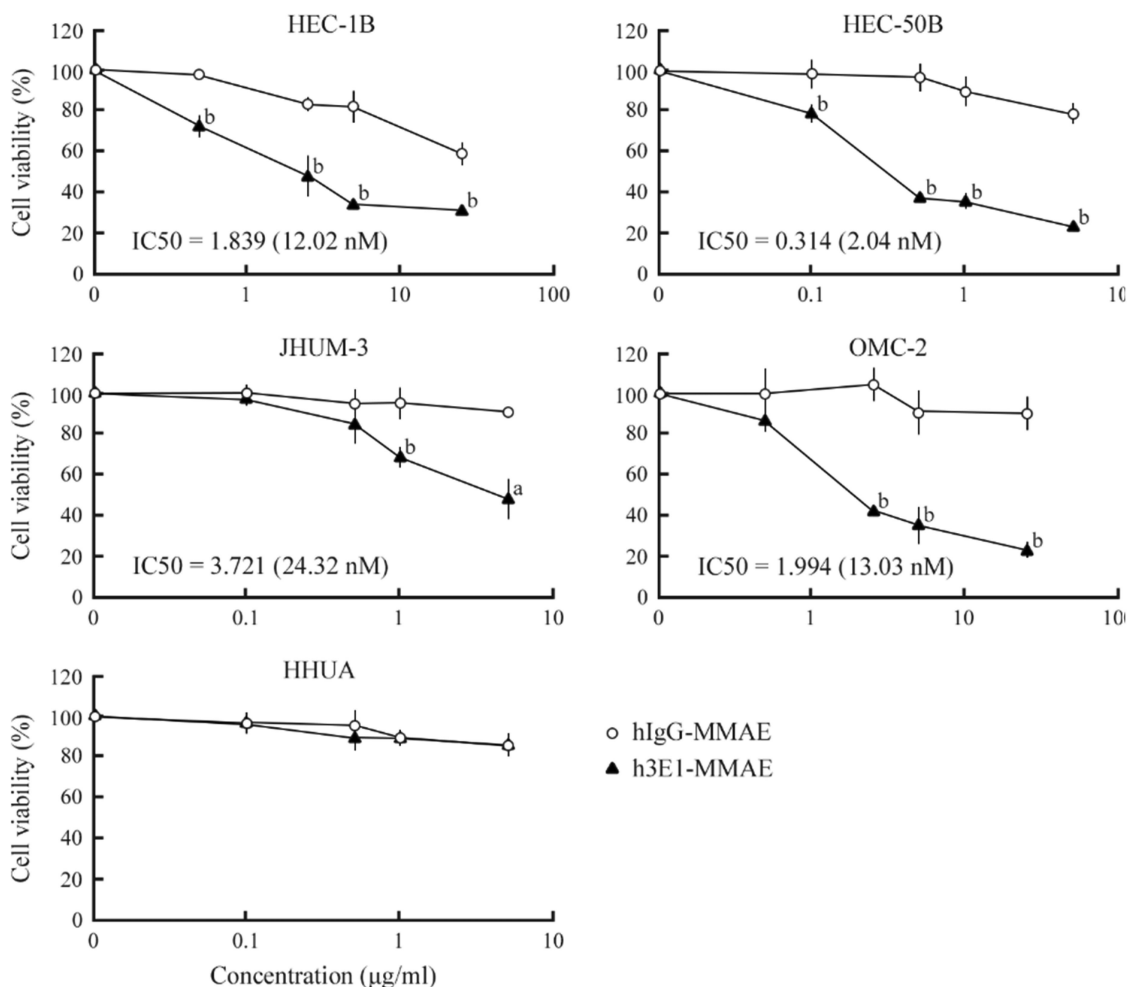 HEC-1B
Cell viability (%)
120
100
80
60
40
20
0
b
b
b
b
IC50 = 1.839 (12.02 nM)
0
1
10
100
HEC-50B
120
100
80
60
40
20
0
b
b
b
b
IC50 = 0.314 (2.04 nM)
0
0.1
1
10
JHUM-3
Cell viability (%)
120
100
80
60
40
20
0
b
a
IC50 = 3.721 (24.32 nM)
0
0.1
1
10
OMC-2
120
100
80
60
40
20
0
b
b
b
IC50 = 1.994 (13.03 nM)
0
1
10
HHUA
Cell viability (%)
120
100
80
60
40
20
0
0
0.1
1
10
Concentration (μg/ml)
hIgG-MMAE
h3E1-MMAE